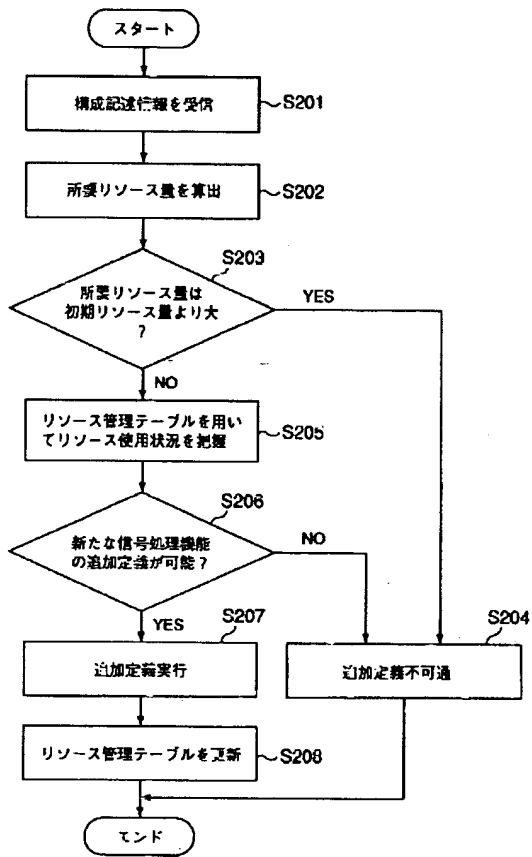 スタート
構成記述情報を受信
S201
所要リソース量を算出
S202
S203
所要リソース量は
初期リソース量より大
?
YES
NO
リソース管理テーブルを用い
てリソース使用状況を把握
S205
S206
新たな信号処理機能
の追加定義が可能?
NO
YES
S207
追加定義実行
S204
追加定義不可通
リソース管理テーブルを更新
S208
エンド